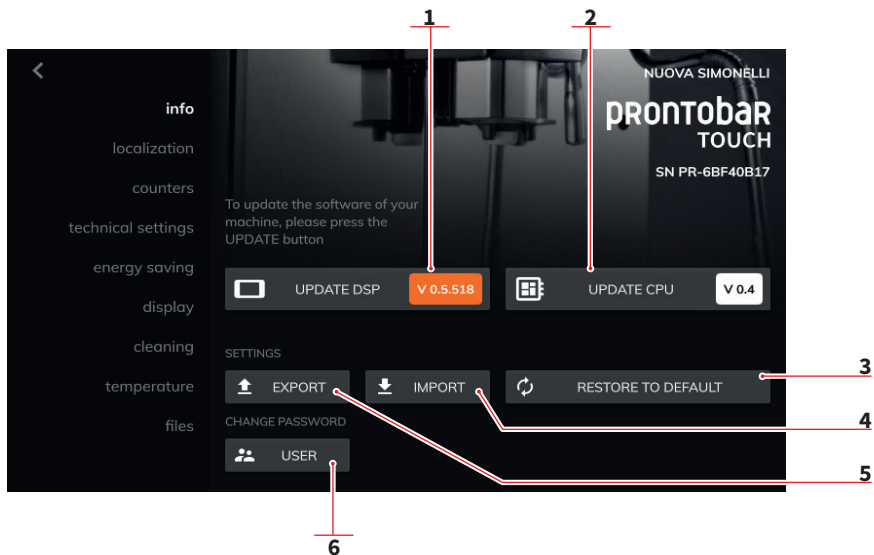 1
2
NUOVA SIMONELLI
prontobar
TOUCH
SN PR-6BF40B17
info
localization
counters
technical settings
energy saving
display
cleaning
temperature
files
To update the software of your
machine, please press the
UPDATE button
UPDATE DSP
V 0.5.518
UPDATE CPU
V 0.4
SETTINGS
EXPORT
IMPORT
RESTORE TO DEFAULT
CHANGE PASSWORD
USER
3
4
5
6